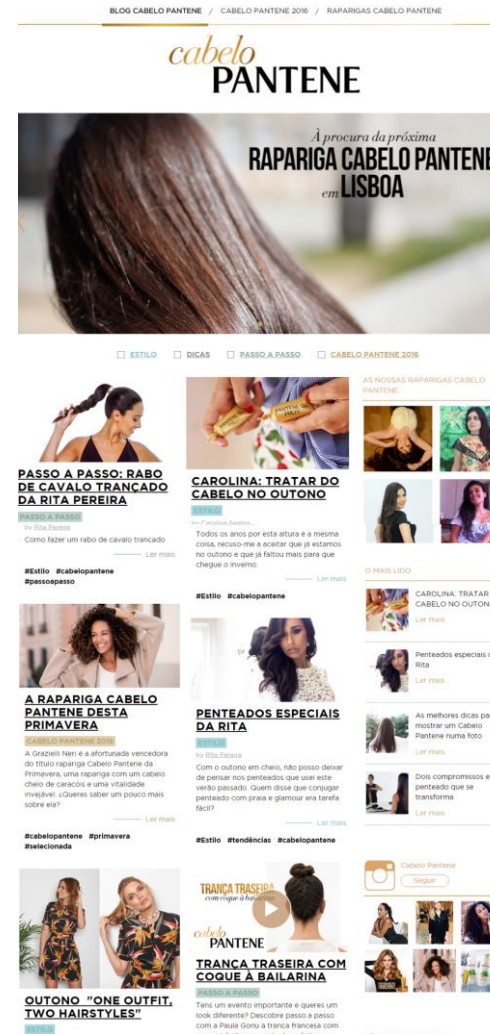 BLOG CABELO PANTENE / CABELO PANTENE 2016 / RAPARIGAS CABELO PANTENE
cabelo
PANTENE
À procura da próxima
RAPARIGA CABELO PANTENE
em LISBOA
ESTILO DICAS PASSO A PASSO CABELO PANTENE 2016
PASSO A PASSO: RABO
DE CAVALO TRANÇADO
DA RITA PEREIRA
PASSO A PASSO
by Rita Pereira
Como fazer um rabo de cavalo trancado
Ler mais
#Estilo #cabelopantene
#passoapasso
A RAPARIGA CABELO
PANTENE DESTA
PRIMAVERA
CABELO PANTENE 2016
A Grazielli Neri é a afortunada vencedora
do titulo rapariga Cabelo Pantene da
Primavera, uma rapariga com um cabelo
cheio de caracois e uma vitalidade
invejável. ¿Queres saber um pouco mais
sobre ela?
Ler mais
#cabelopantene #primavera
#selecionada
OUTONO "ONE OUTFIT,
TWO HAIRSTYLES"
ESTILO
CAROLINA: TRATAR DO
CABELO NO OUTONO
ESTILO
by Carolina Santos
Todos os anos por esta altura é a mesma
coisa, recuso-me a aceitar que já estamos
no outono e que já faltou mais para que
chegue o inverno.
Ler mais
#Estilo #cabelopantene
PENTEADOS ESPECIAIS
DA RITA
ESTILO
by Rita Pereira
Com o outono em cheio, não posso deixar
de pensar nos penteados que usei este
verão passado. Quem disse que conjugar
penteado com praia e glamour era tarefa
fácil?
Ler mais
#Estilo #tendências #cabelopantene
TRANÇA TRASEIRA
com coque à bailarina
cabelo
PANTENE
TRANÇA TRASEIRA COM
COQUE À BAILARINA
PASSO A PASSO
Tens um evento importante e queres um
look diferente? Descobre passo a passo
com a Paula Gonu a trança francesa com
AS NOSSAS RAPARIGAS CABELO
PANTENE
O MAIS LIDO
CAROLINA: TRATAR
CABELO NO OUTON
Ler mais
Penteados especiais
Rita
Ler mais
As melhores dicas pa
mostrar um Cabelo
Pantene numa foto
Ler mais
Dois compromissos e
penteado que se
transforma
Ler mais
Cabelo Pantene
Seguir